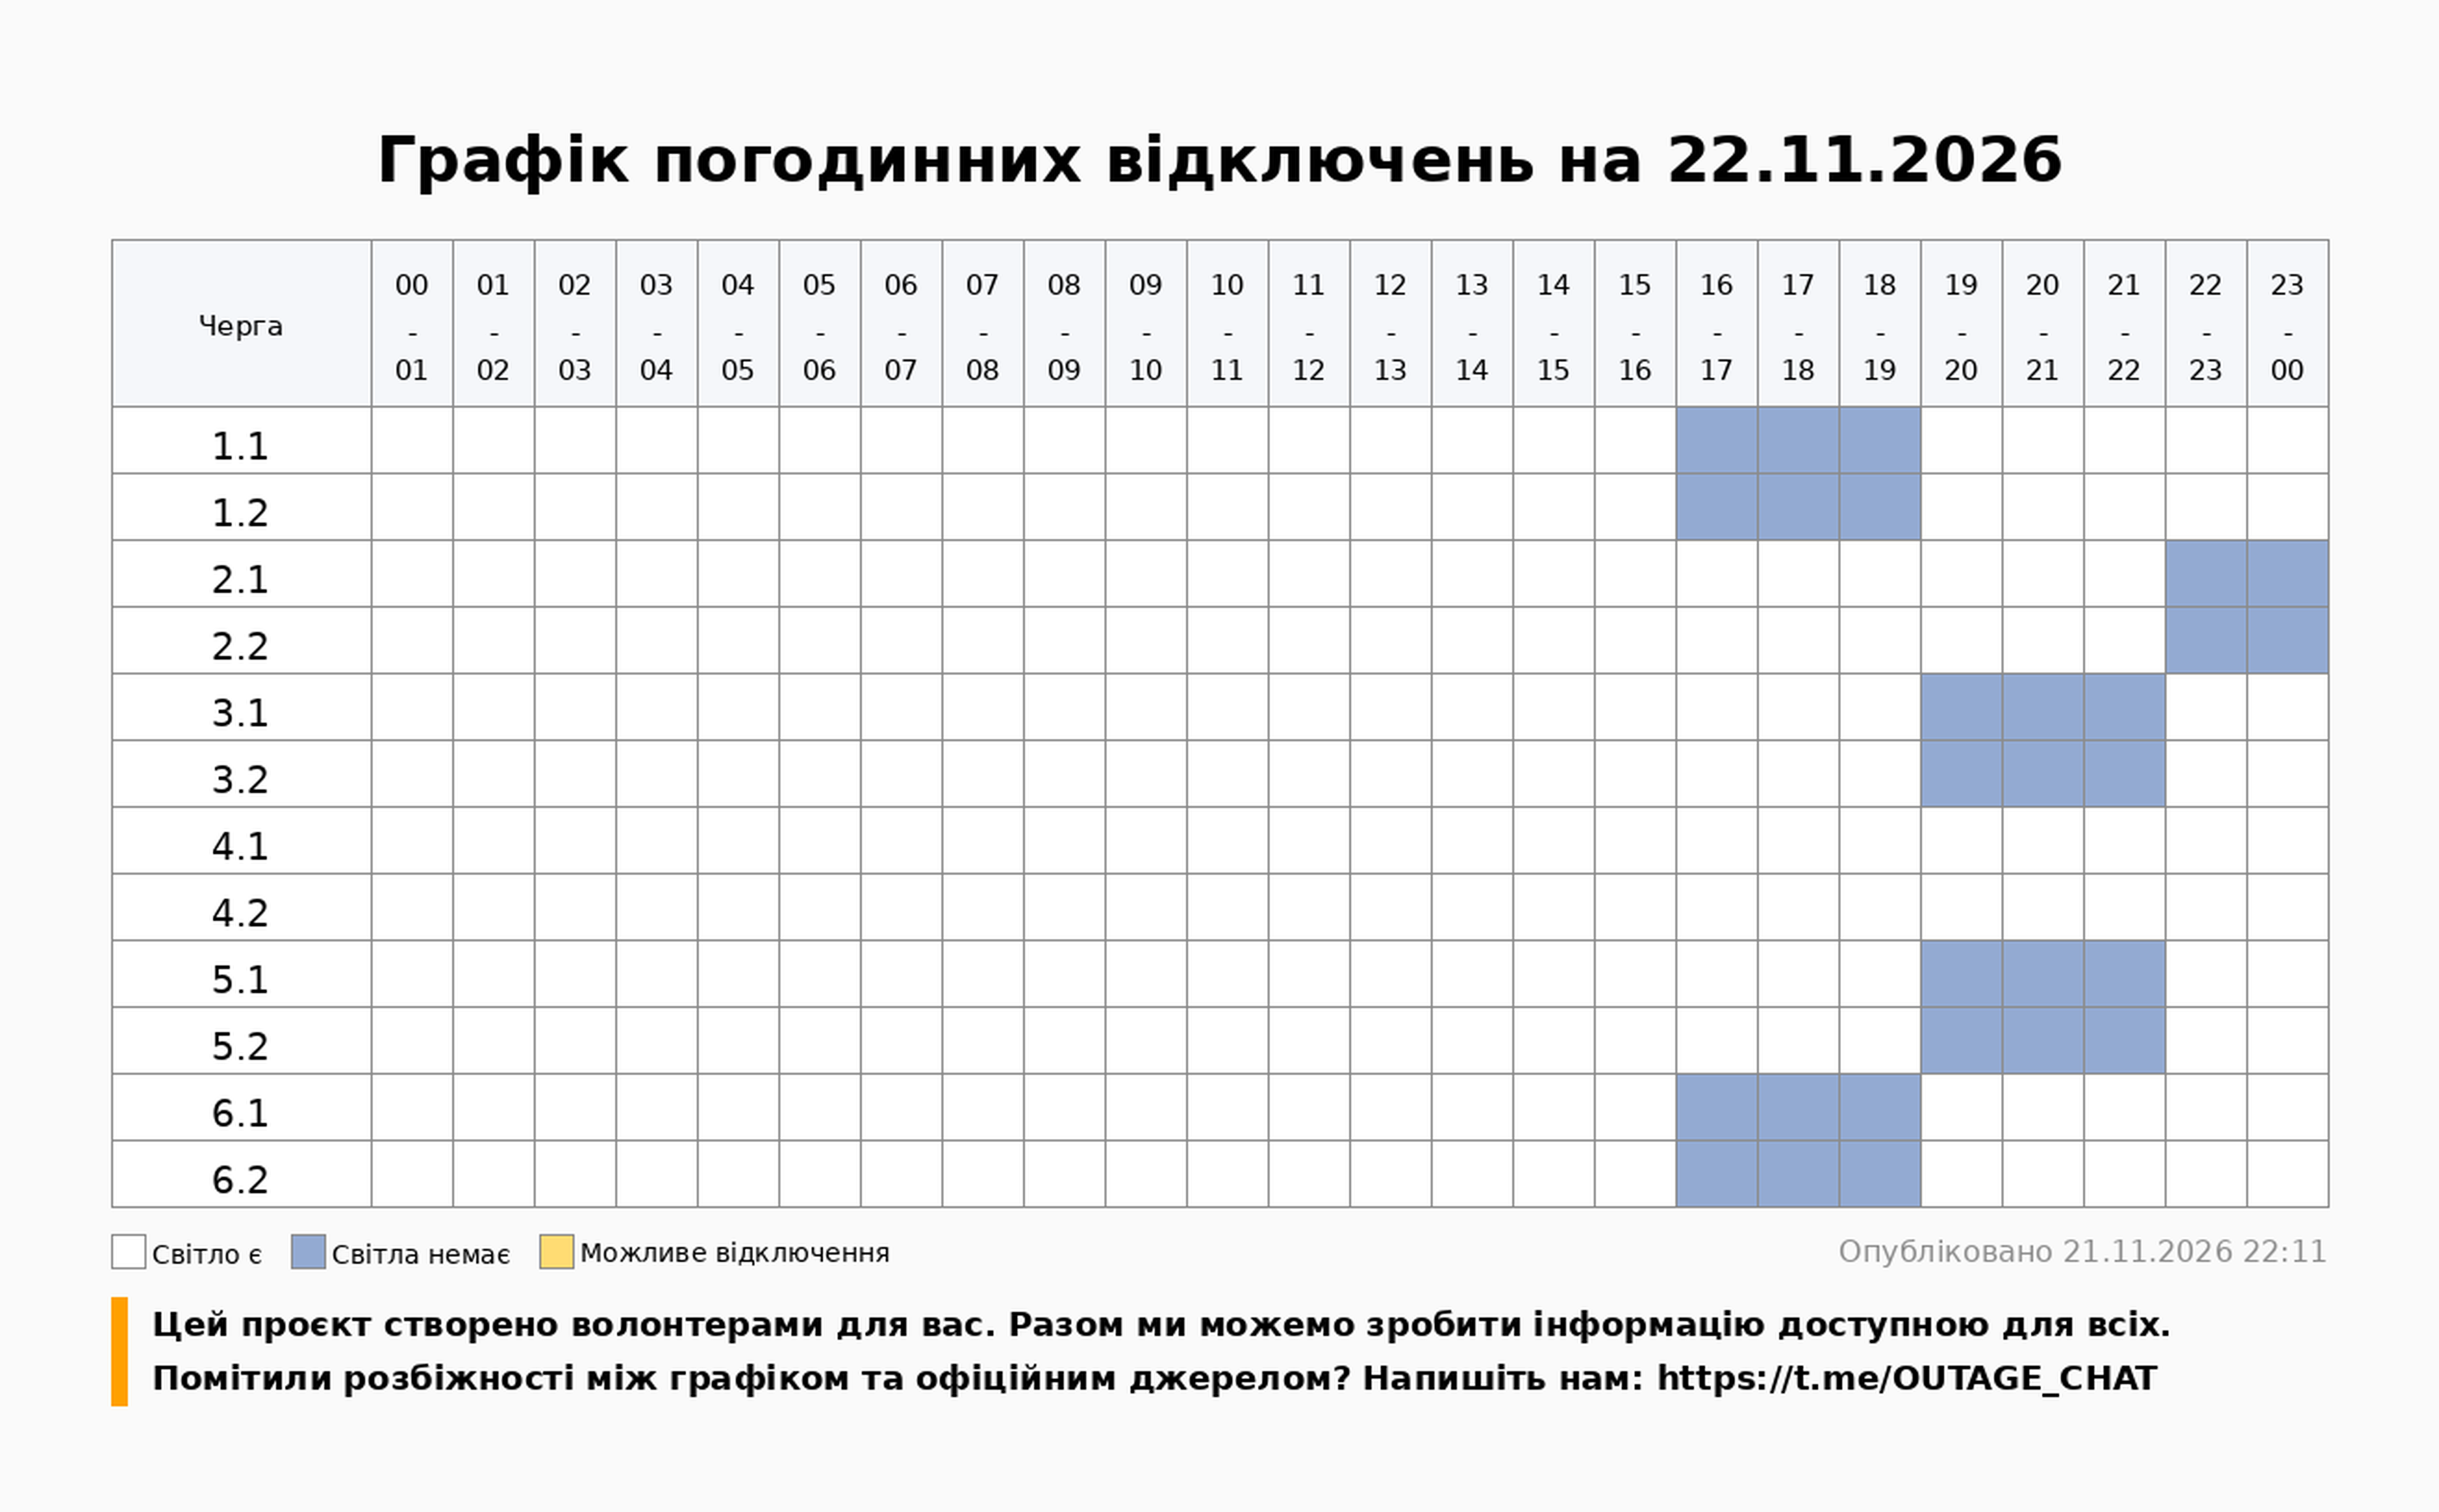 Графік погодинних відключень на 22.11.2026
Черга 00 - 01 01 - 02 02 - 03 03 - 04 04 - 05 05 - 06 06 - 07 07 - 08 08 - 09 09 - 10 10 - 11 11 - 12 12 - 13 13 - 14 14 - 15 15 - 16 16 - 17 17 - 18 18 - 19 19 - 20 20 - 21 21 - 22 22 - 23 23 - 00
1.1
1.2
2.1
2.2
3.1
3.2
4.1
4.2
5.1
5.2
6.1
6.2
Світло є Світла немає Можливе відключення Опубліковано 21.11.2026 22:11
Цей проєкт створено волонтерами для вас. Разом ми можемо зробити інформацію доступною для всіх.
Помітили розбіжності між графіком та офіційним джерелом? Напишіть нам: https://t.me/OUTAGE_CHAT